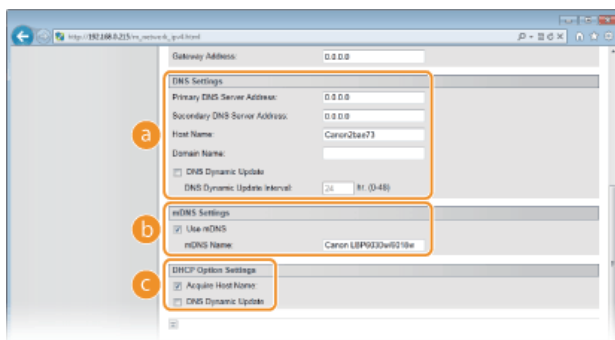 http://192.168.0.215/m_network_ipv4.html
Gateway Address: 0.0.0.0
DNS Settings
Primary DNS Server Address: 0.0.0.0
Secondary DNS Server Address: 0.0.0.0
a
Host Name: Canon2bae73
Domain Name:
DNS Dynamic Update
DNS Dynamic Update Interval: 24 hr. (0-48)
mDNS Settings
b
Use mDNS
mDNS Name: Canon LBP6030w/6018w
DHCP Option Settings
c
Acquire Host Name:
DNS Dynamic Update